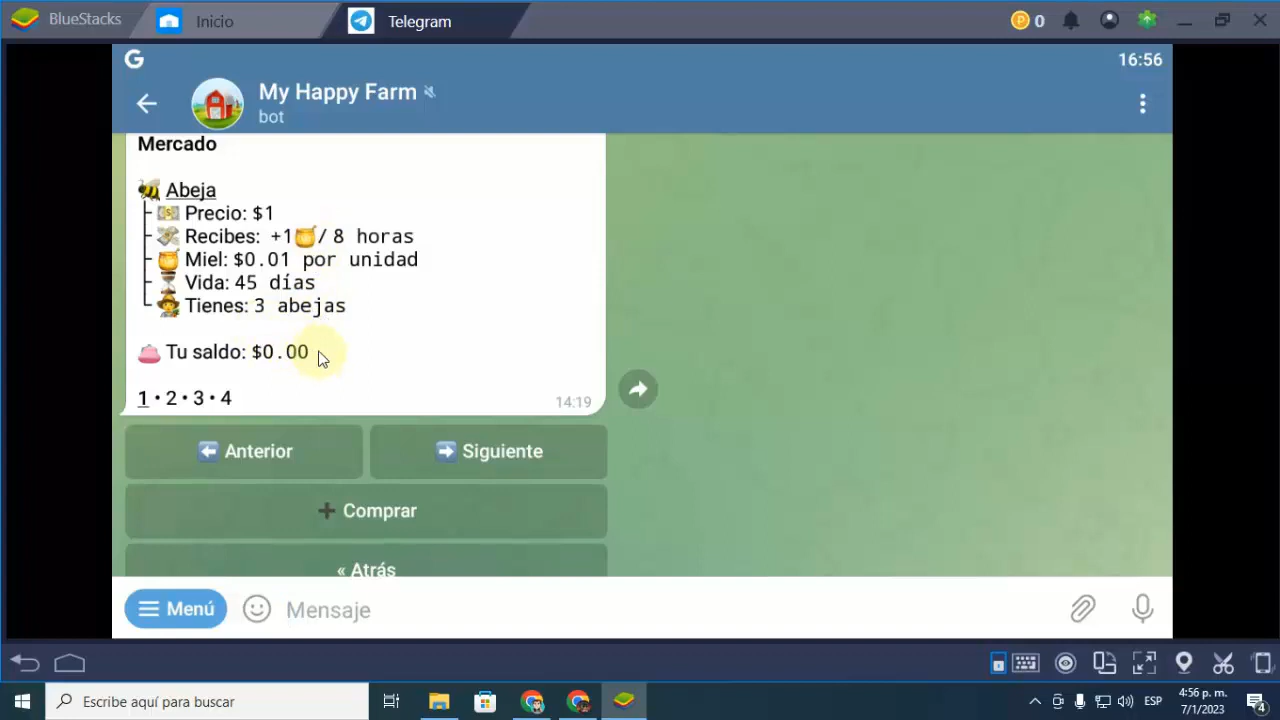 BlueStacks
Inicio
Telegram
0
G
16:56
My Happy Farm
bot
Mercado
Abeja
Precio: $1
Recibes: +1 / 8 horas
Miel: $0.01 por unidad
Vida: 45 días
Tienes: 3 abejas
Tu saldo: $0.00
1 • 2 • 3 • 4
14:19
Anterior
Siguiente
Comprar
« Atrás
Menú
Mensaje
Escribe aquí para buscar
ESP
4:56 p. m.
7/1/2023
4